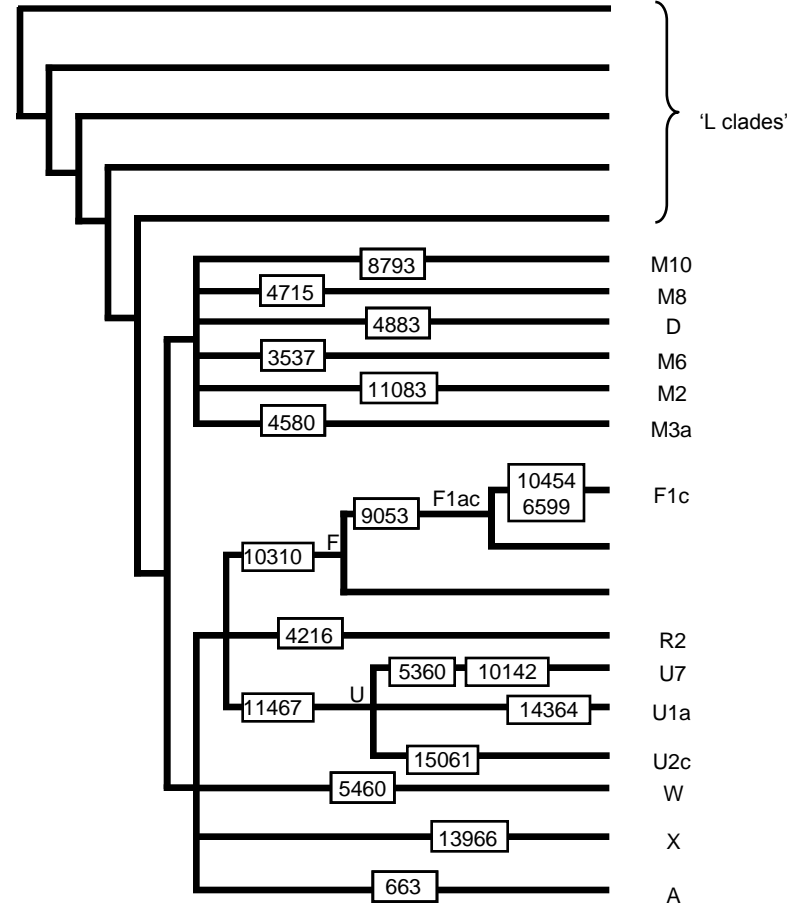 ‘L clades’
8793
M10
4715
M8
4883
D
3537
M6
11083
M2
4580
M3a
10454
6599
F1c
F1ac
9053
F
10310
4216
R2
5360
10142
U7
U
11467
14364
U1a
15061
U2c
5460
W
13966
X
663
A